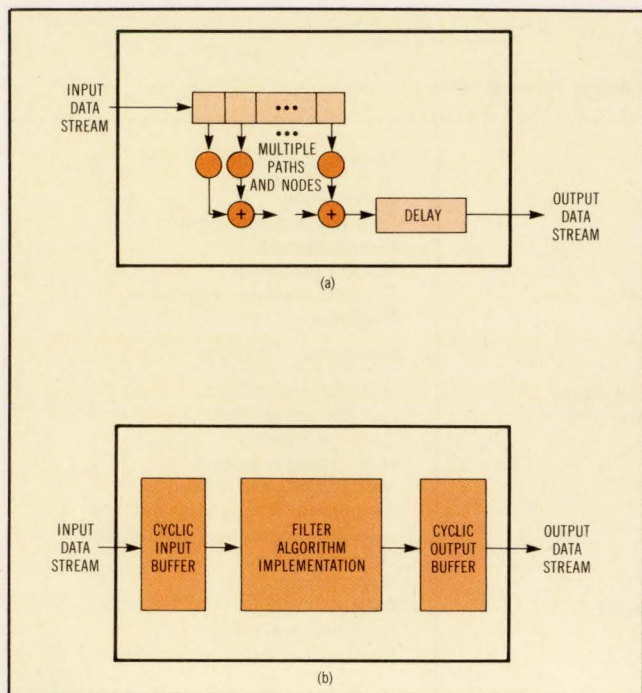 INPUT
DATA
STREAM
•••
•••
MULTIPLE
PATHS
AND NODES
+
+
DELAY
OUTPUT
DATA
STREAM
(a)
INPUT
DATA
STREAM
CYCLIC
INPUT
BUFFER
FILTER
ALGORITHM
IMPLEMENTATION
CYCLIC
OUTPUT
BUFFER
OUTPUT
DATA
STREAM
(b)